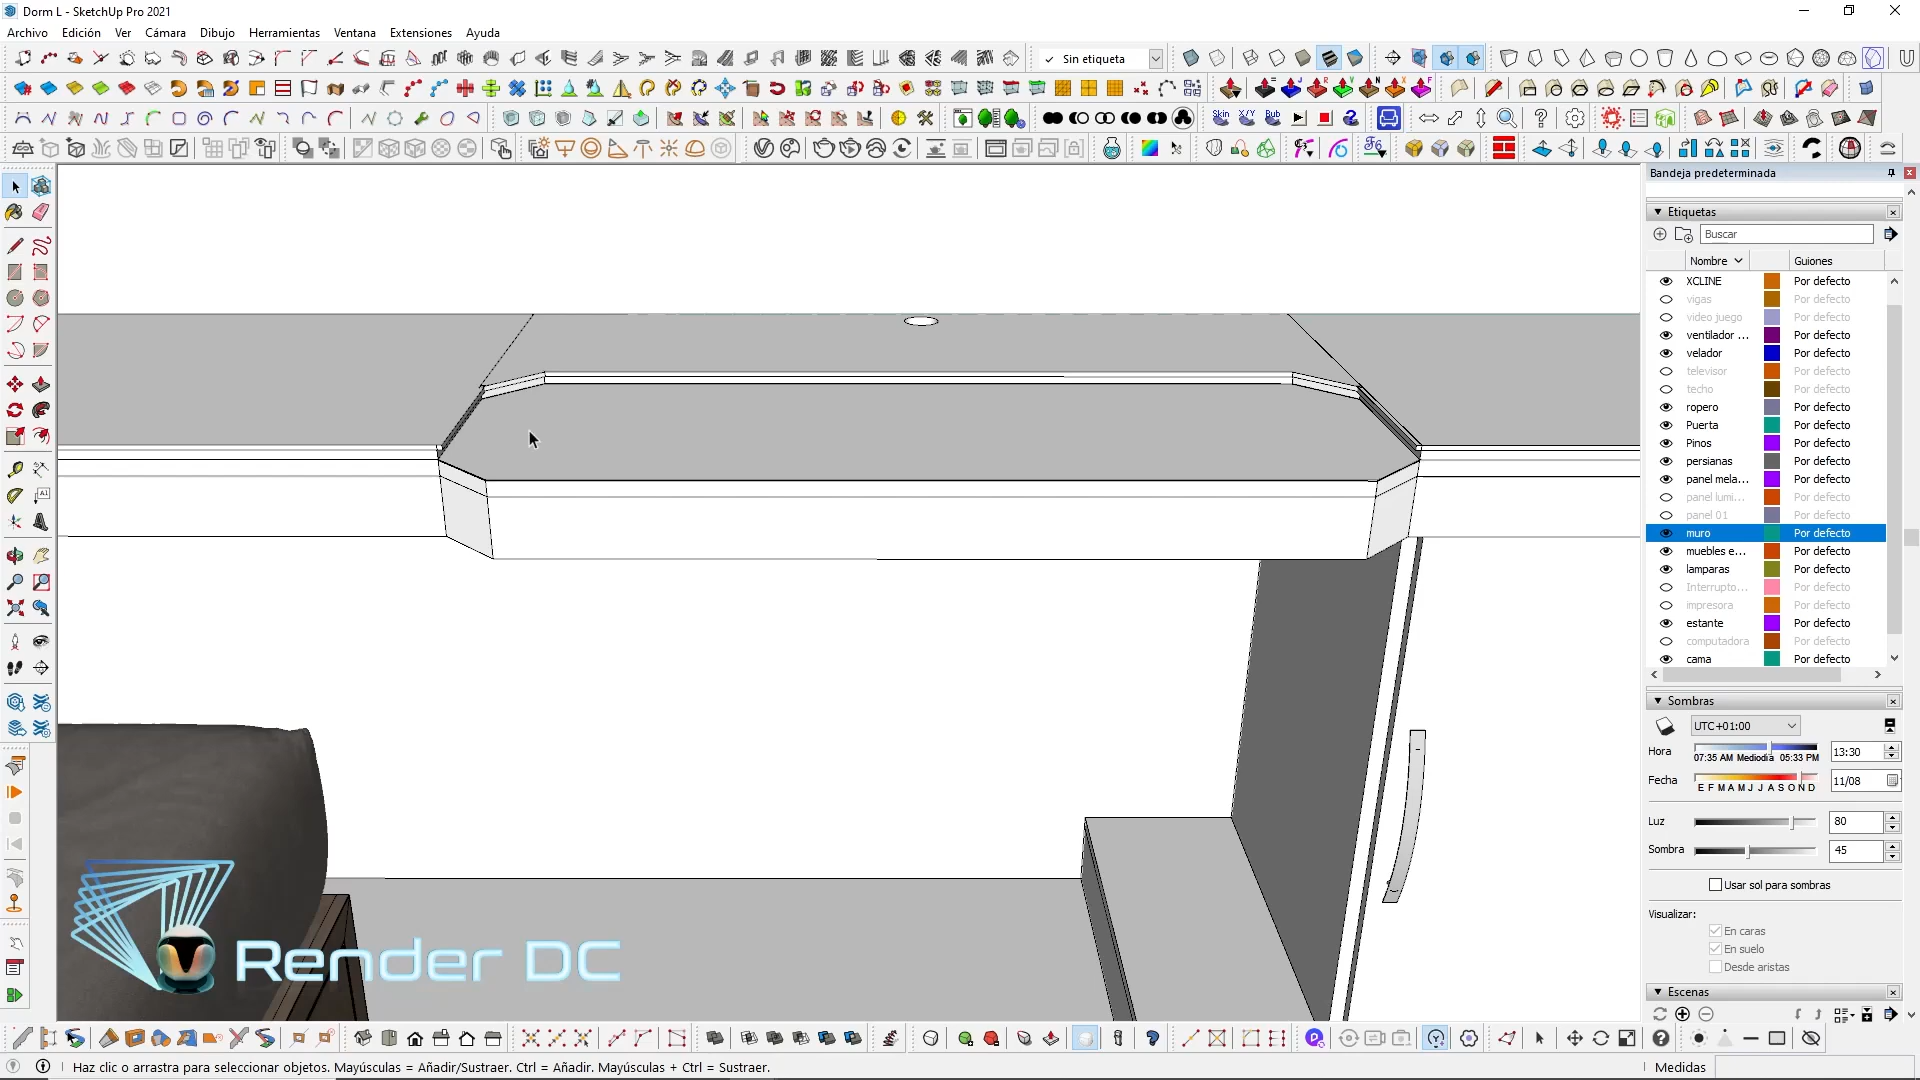 Dorm L - SketchUp Pro 2021
Archivo Edición Ver Cámara Dibujo Herramientas Ventana Extensiones Ayuda
Sin etiqueta
Skin X/Y Bub
Bandeja predeterminada
Etiquetas
Buscar
Nombre Guiones
XCLINE Por defecto
vigas Por defecto
video juego Por defecto
ventilador ... Por defecto
velador Por defecto
televisor Por defecto
techo Por defecto
ropero Por defecto
Puerta Por defecto
Pinos Por defecto
persianas Por defecto
panel mela... Por defecto
panel lumi... Por defecto
panel 01 Por defecto
muro Por defecto
muebles e... Por defecto
lamparas Por defecto
Interrupto... Por defecto
impresora Por defecto
estante Por defecto
computadora Por defecto
cama Por defecto
Sombras
UTC+01:00
Hora 07:35 AM Mediodía 05:33 PM 13:30
Fecha E F M A M J J A S O N D 11/08
Luz 80
Sombra 45
Usar sol para sombras
Visualizar:
En caras
En suelo
Desde aristas
Escenas
Render DC
Haz clic o arrastra para seleccionar objetos. Mayúsculas = Añadir/Sustraer. Ctrl = Añadir. Mayúsculas + Ctrl = Sustraer.
Medidas